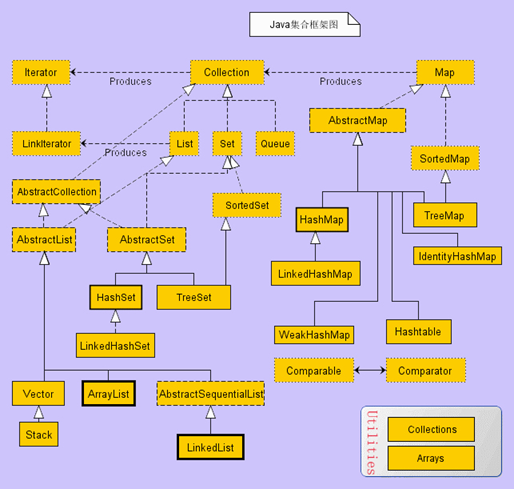 Java集合框架图
Iterator
Collection
Map
Produces
Produces
LinkIterator
Produces
List
Set
Queue
AbstractMap
SortedMap
AbstractCollection
SortedSet
HashMap
TreeMap
AbstractList
AbstractSet
IdentityHashMap
LinkedHashMap
HashSet
TreeSet
WeakHashMap
Hashtable
LinkedHashSet
Comparable
Comparator
Vector
ArrayList
AbstractSequentialList
Stack
LinkedList
Utilities
Collections
Arrays